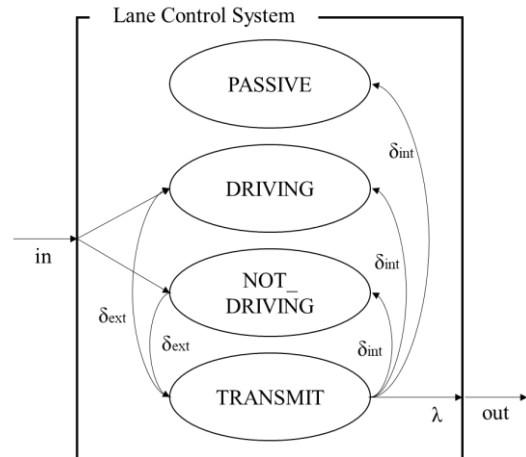 Lane Control System
PASSIVE
δint
DRIVING
in
δint
NOT_
DRIVING
δext
δext
δint
TRANSMIT
λ
out